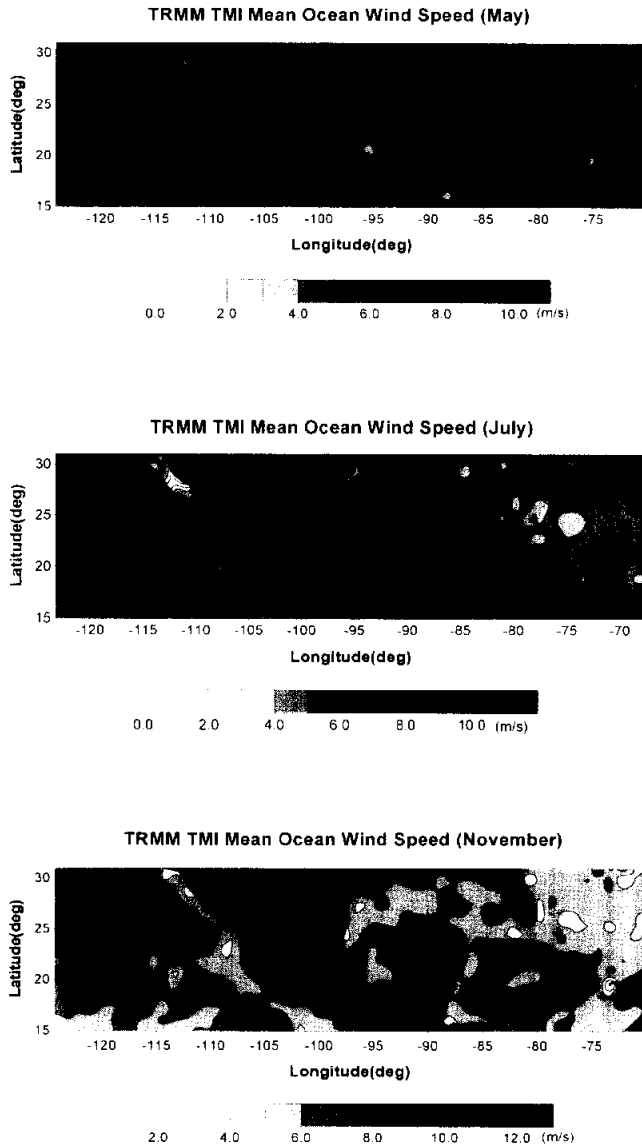 TRMM TMI Mean Ocean Wind Speed (May)
Latitude(deg)
30
25
20
15
-120 -115 -110 -105 -100 -95 -90 -85 -80 -75
Longitude(deg)
0.0 2.0 4.0 6.0 8.0 10.0 (m/s)
TRMM TMI Mean Ocean Wind Speed (July)
Latitude(deg)
30
25
20
15
-120 -115 -110 -105 -100 -95 -90 -85 -80 -75 -70
Longitude(deg)
0.0 2.0 4.0 6.0 8.0 10.0 (m/s)
TRMM TMI Mean Ocean Wind Speed (November)
Latitude(deg)
30
25
20
15
-120 -115 -110 -105 -100 -95 -90 -85 -80 -75
Longitude(deg)
2.0 4.0 6.0 8.0 10.0 12.0 (m/s)